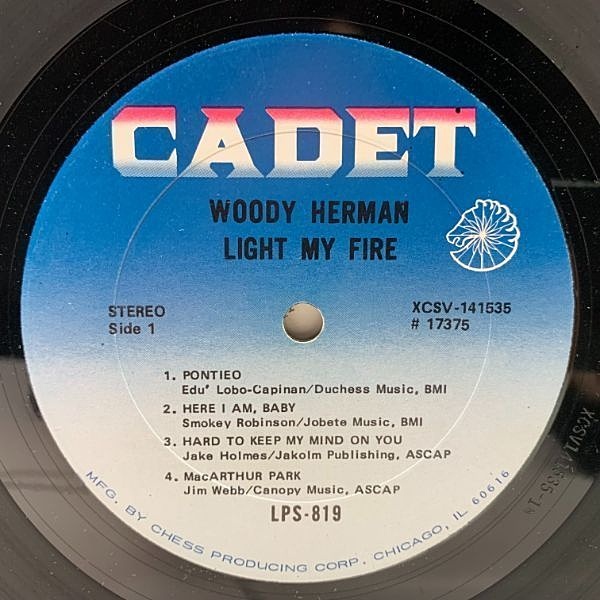 CADET
WOODY HERMAN
LIGHT MY FIRE
STEREO
Side 1
XCSV-141535
# 17375
1. PONTIEO
Edu' Lobo-Capinan/Duchess Music, BMI
2. HERE I AM, BABY
Smokey Robinson/Jobete Music, BMI
3. HARD TO KEEP MY MIND ON YOU
Jake Holmes/Jakolm Publishing, ASCAP
4. MacARTHUR PARK
Jim Webb/Canopy Music, ASCAP
LPS-819
MFG. BY CHESS PRODUCING CORP. CHICAGO, IL 60616